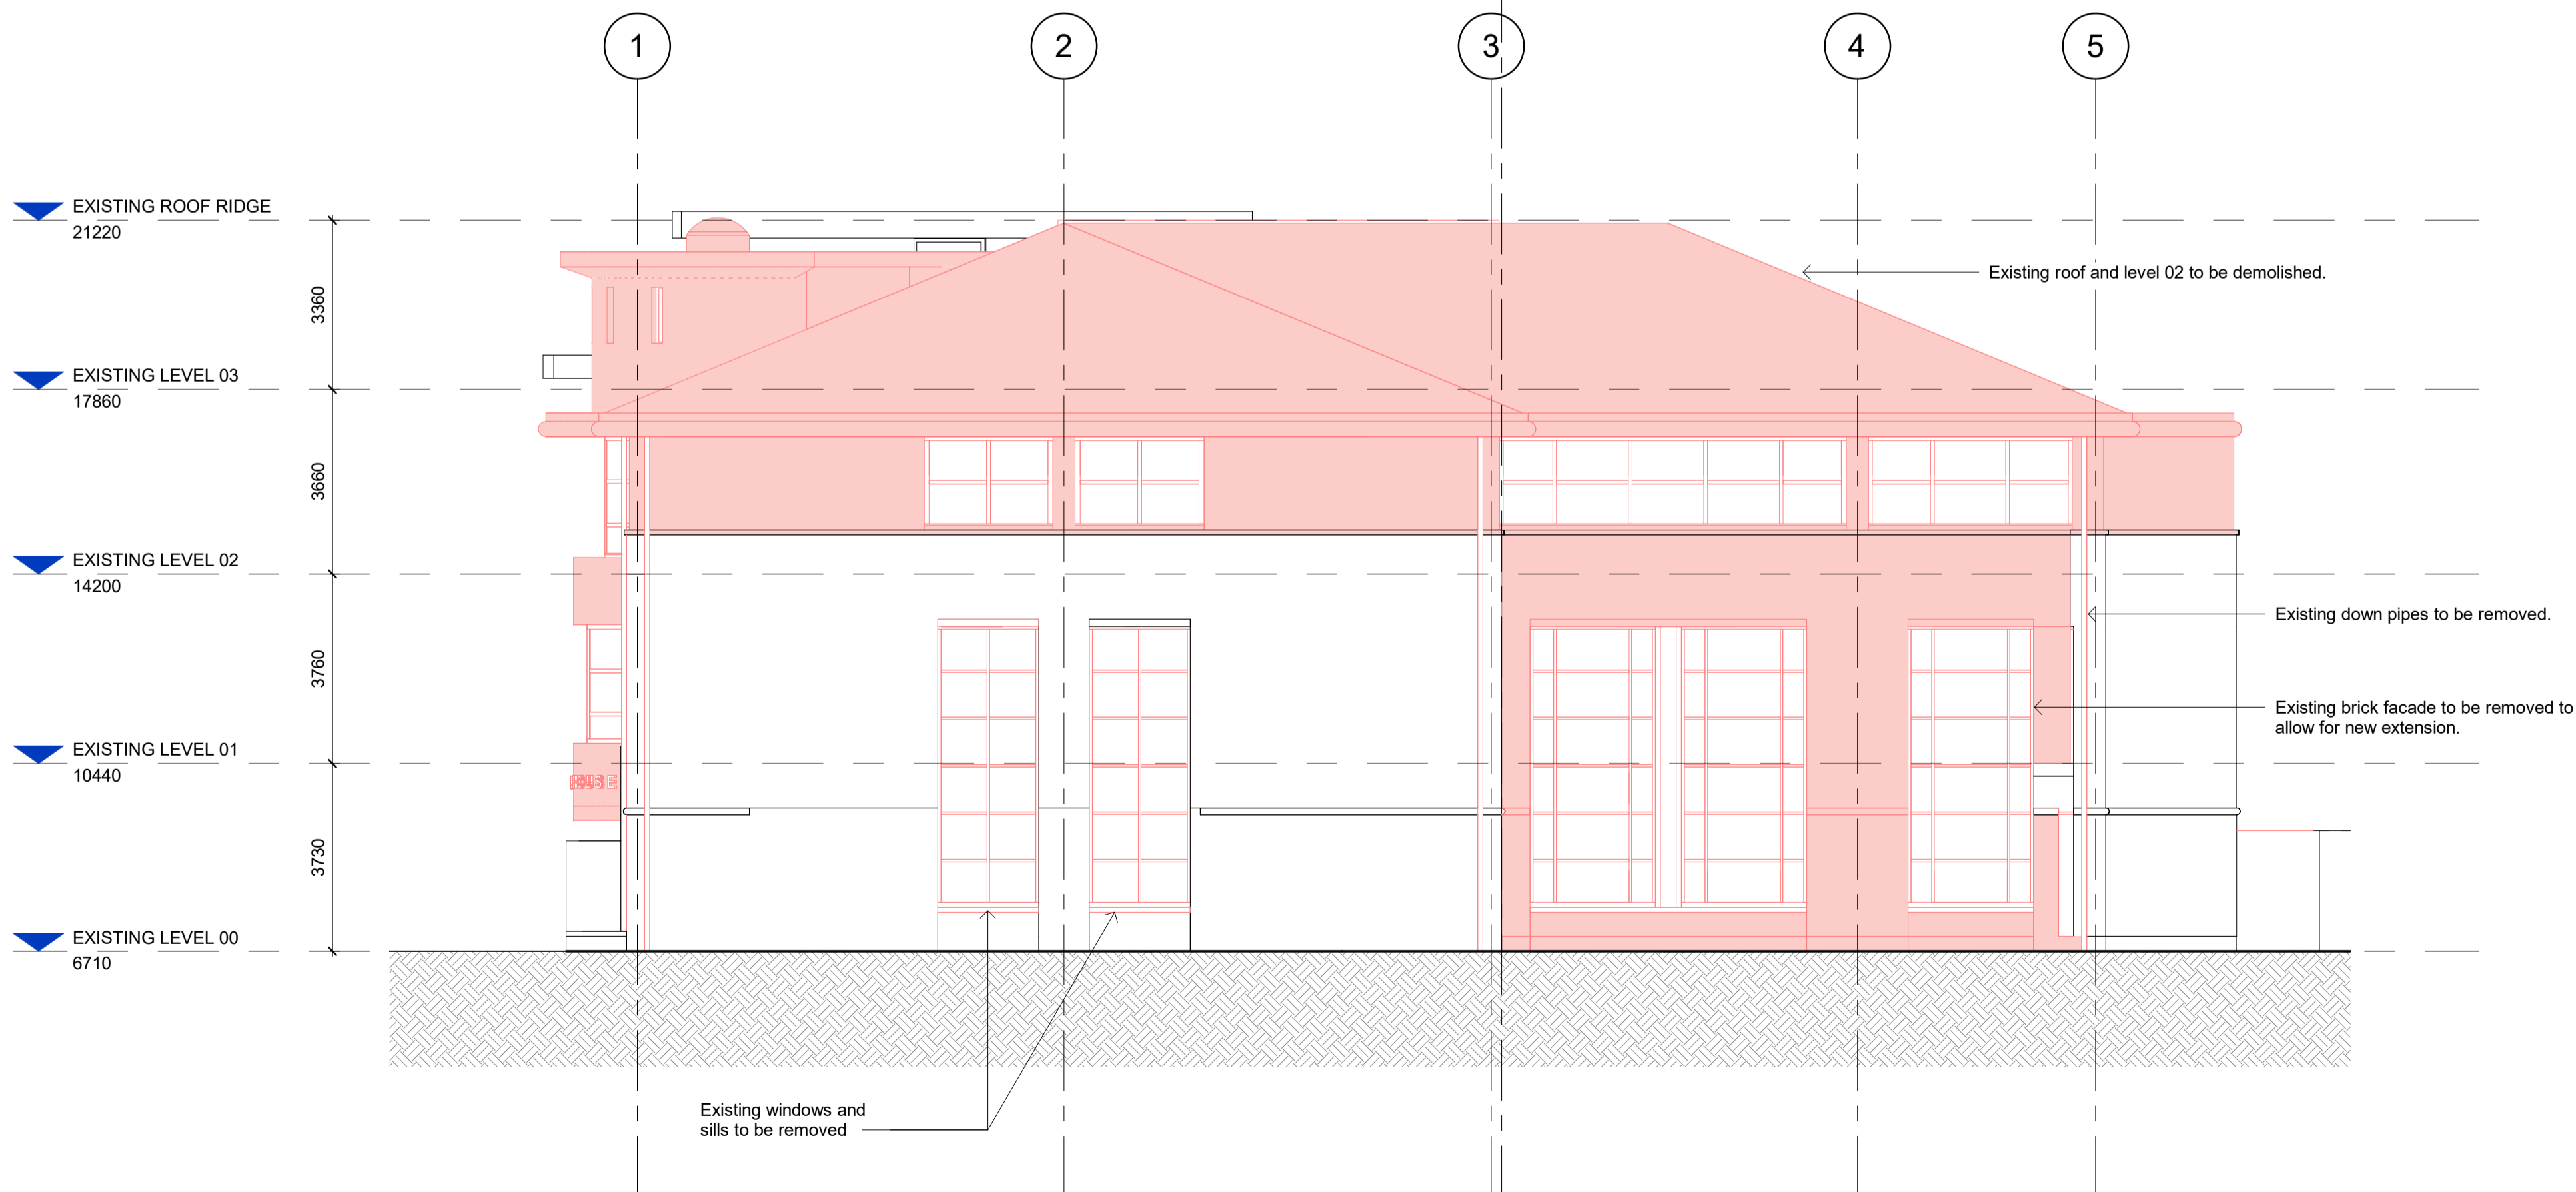 1
2
3
4
5
EXISTING ROOF RIDGE
21220
Existing roof and level 02 to be demolished.
3360
EXISTING LEVEL 03
17860
3660
EXISTING LEVEL 02
14200
Existing down pipes to be removed.
3760
Existing brick facade to be removed to
allow for new extension.
EXISTING LEVEL 01
10440
3730
EXISTING LEVEL 00
6710
Existing windows and
sills to be removed